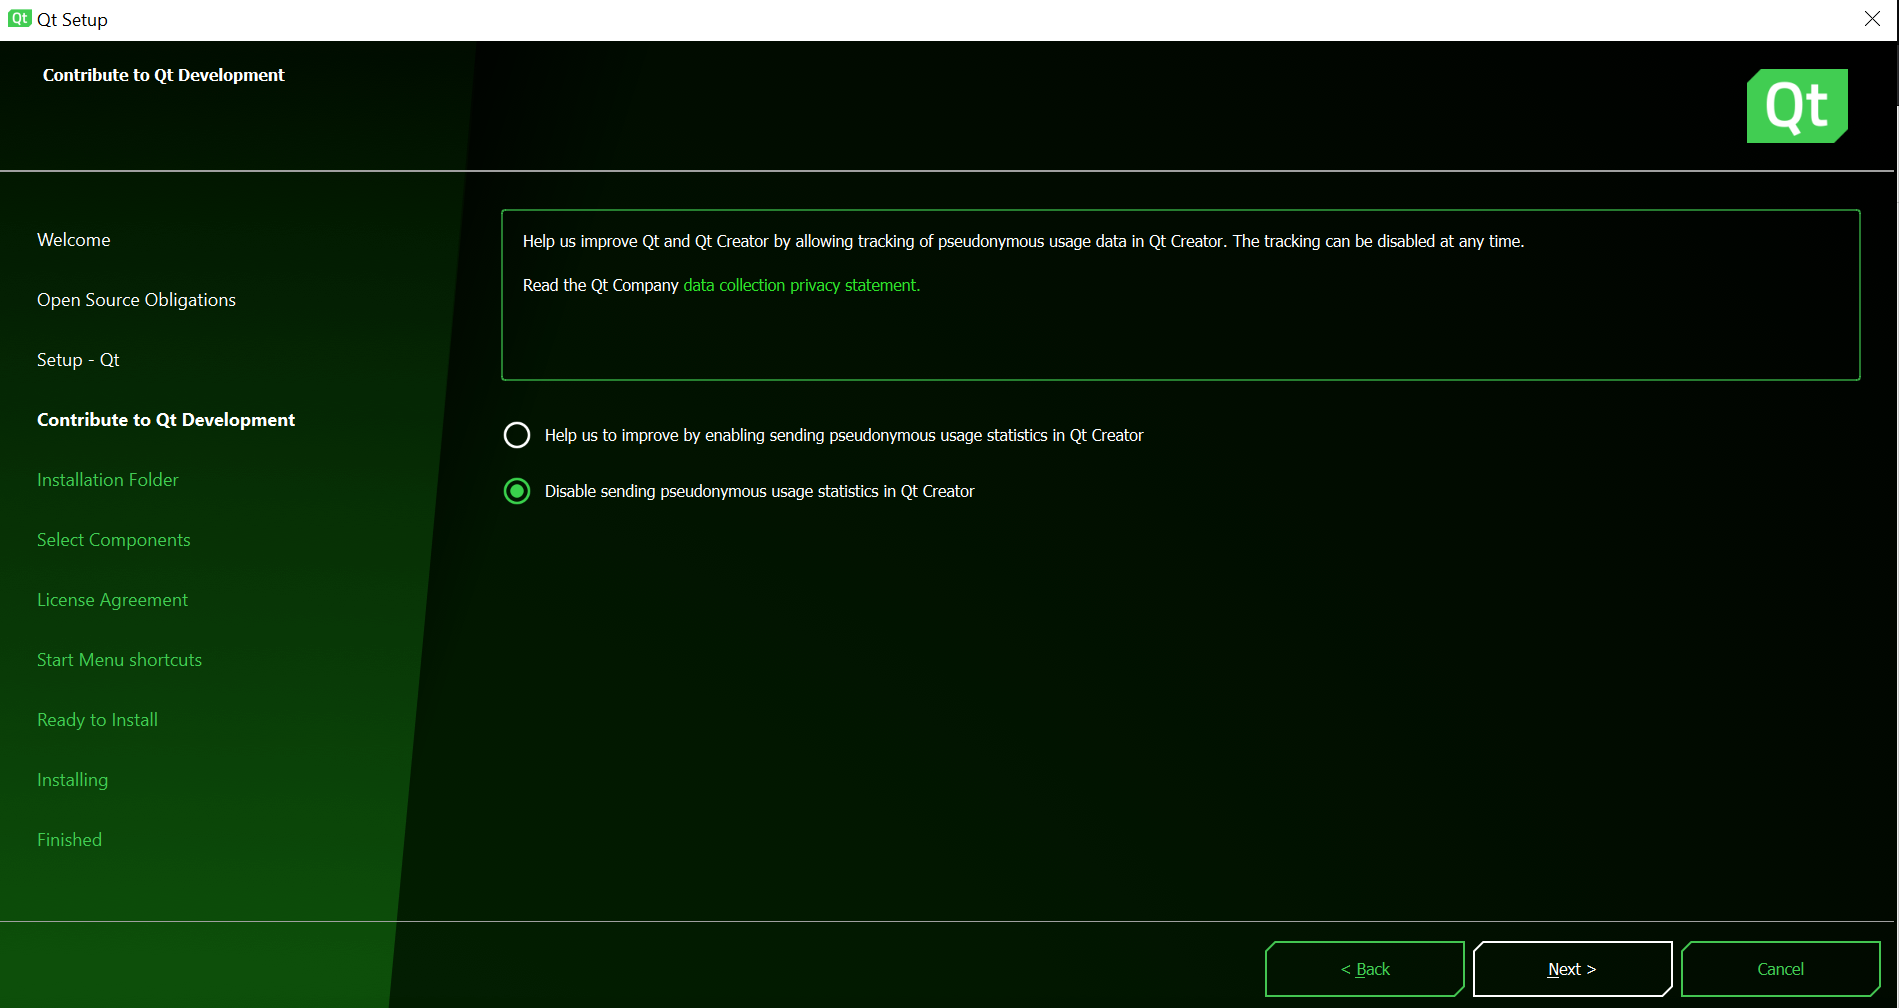 Qt Qt Setup
Contribute to Qt Development
Qt
Welcome
Open Source Obligations
Setup - Qt
Contribute to Qt Development
Installation Folder
Select Components
License Agreement
Start Menu shortcuts
Ready to Install
Installing
Finished
Help us improve Qt and Qt Creator by allowing tracking of pseudonymous usage data in Qt Creator. The tracking can be disabled at any time.
Read the Qt Company data collection privacy statement.
Help us to improve by enabling sending pseudonymous usage statistics in Qt Creator
Disable sending pseudonymous usage statistics in Qt Creator
< Back
Next >
Cancel